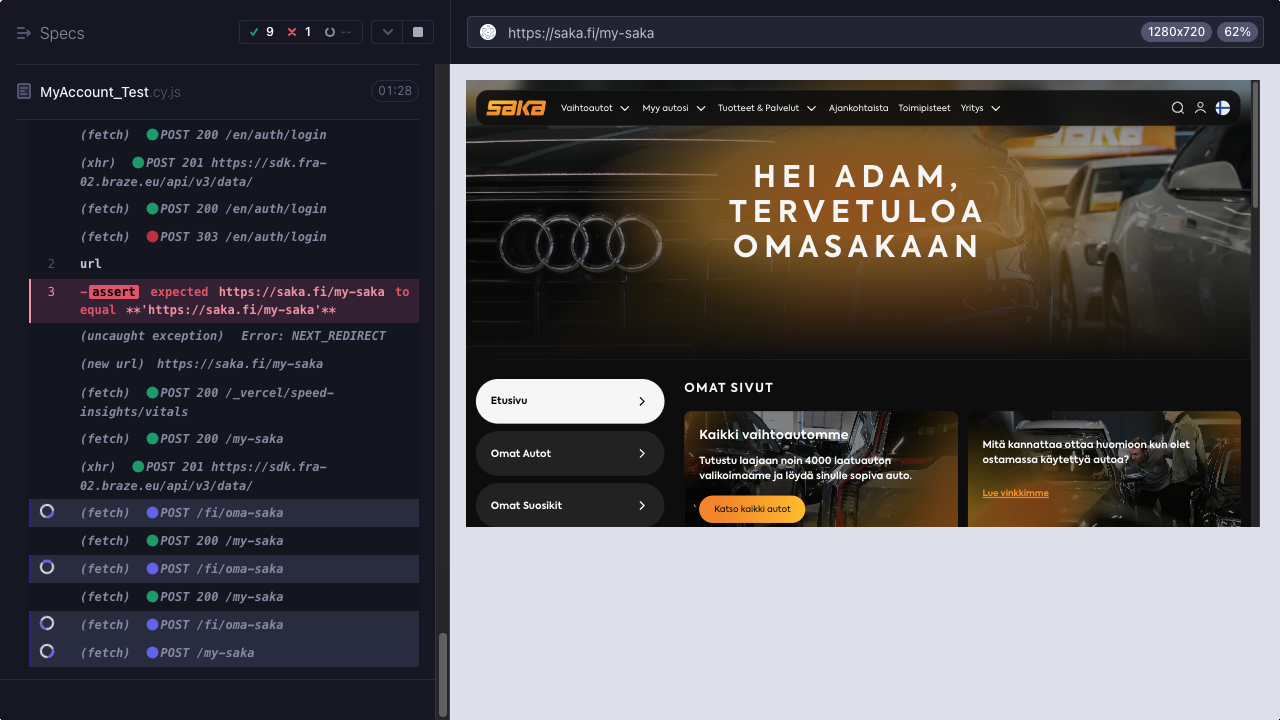 Specs
9
1
--
MyAccount_Test.cy.js
01:28
(fetch) POST 200 /en/auth/login
(xhr) POST 201 https://sdk.fra-
02.braze.eu/api/v3/data/
(fetch) POST 200 /en/auth/login
(fetch) POST 303 /en/auth/login
2 url
3 -assert expected https://saka.fi/my-saka to
equal **'https://saka.fi/my-saka'**
(uncaught exception) Error: NEXT_REDIRECT
(new url) https://saka.fi/my-saka
(fetch) POST 200 /_vercel/speed-
insights/vitals
(fetch) POST 200 /my-saka
(xhr) POST 201 https://sdk.fra-
02.braze.eu/api/v3/data/
(fetch) POST /fi/oma-saka
(fetch) POST 200 /my-saka
(fetch) POST /fi/oma-saka
(fetch) POST 200 /my-saka
(fetch) POST /fi/oma-saka
(fetch) POST /my-saka
https://saka.fi/my-saka
1280x720
62%
saka
Vaihtoautot
Myy autosi
Tuotteet & Palvelut
Ajankohtaista
Toimipisteet
Yritys
HEI ADAM,
TERVETULOA
OMASAKAAN
Etusivu
Omat Autot
Omat Suosikit
OMAT SIVUT
Kaikki vaihtoautomme
Tutustu laajaan noin 4000 laatuauton
valikoimaame ja löydä sinulle sopiva auto.
Katso kaikki autot
Mitä kannattaa ottaa huomioon kun olet
ostamassa käytettyä autoa?
Lue vinkkimme